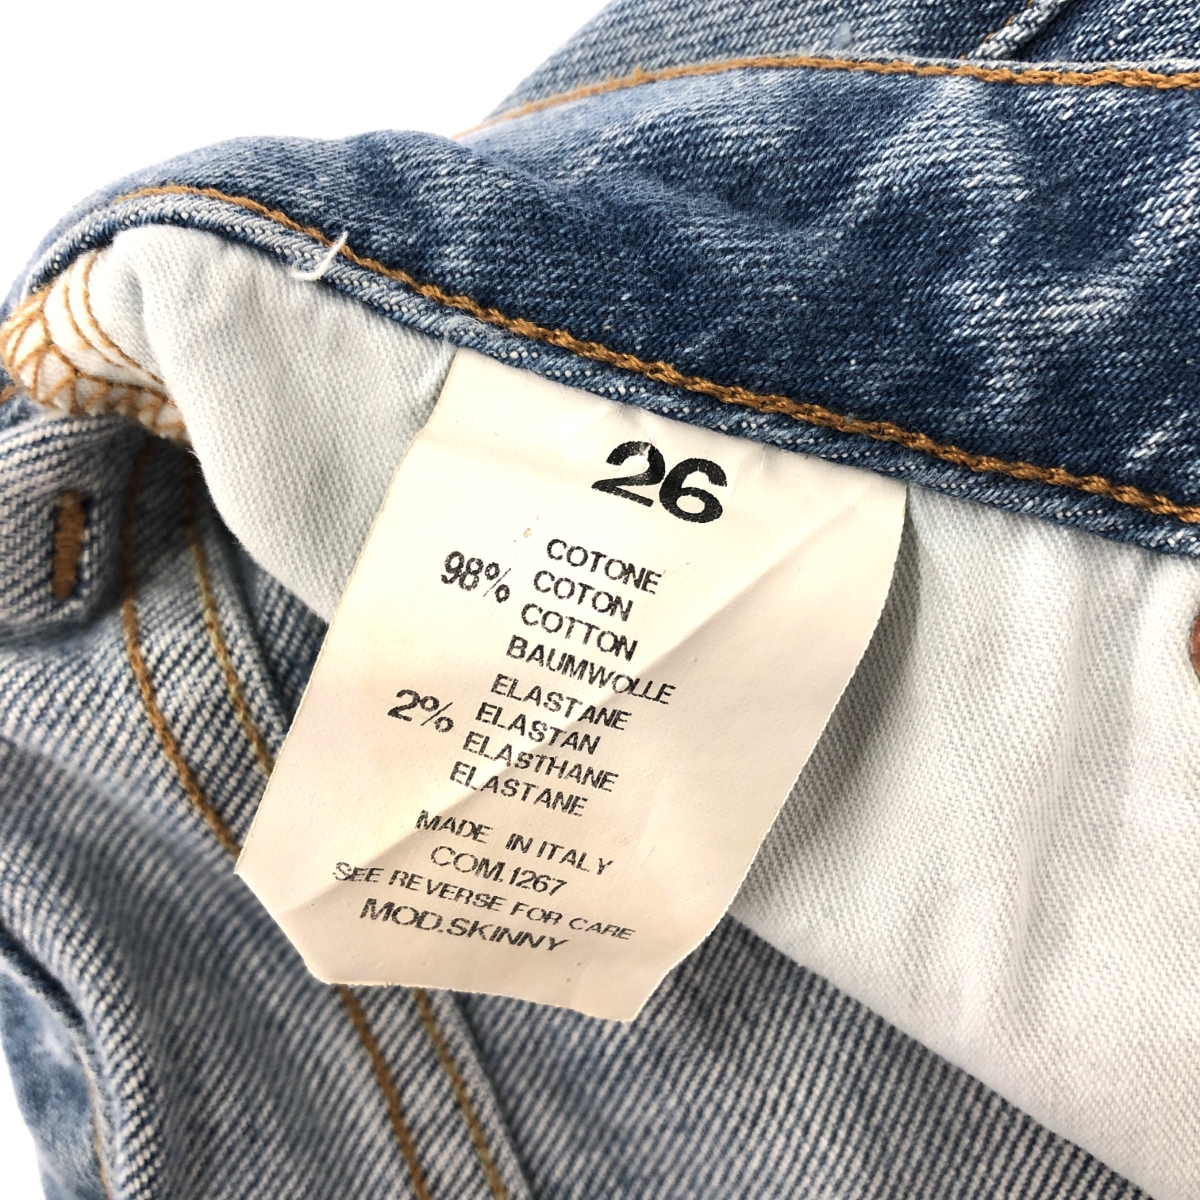 26
COTONE
98% COTON
COTTON
BAUMWOLLE
ELASTANE
2% ELASTAN
ELASTHANE
ELASTANE
MADE IN ITALY
COM.1267
SEE REVERSE FOR CARE
MOD.SKINNY